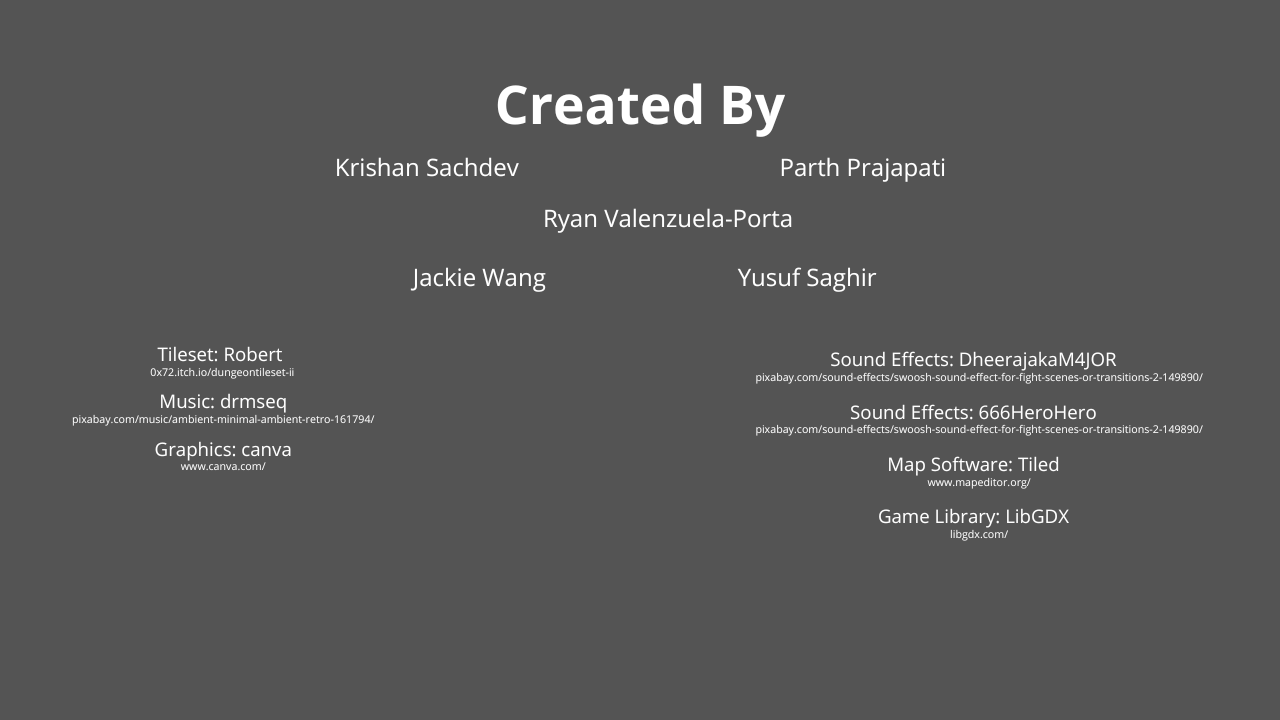 Created By
Krishan Sachdev
Parth Prajapati
Ryan Valenzuela-Porta
Jackie Wang
Yusuf Saghir
Tileset: Robert
0x72.itch.io/dungeontileset-ii
Music: drmseq
pixabay.com/music/ambient-minimal-ambient-retro-161794/
Graphics: canva
www.canva.com/
Sound Effects: DheerajakaM4JOR
pixabay.com/sound-effects/swoosh-sound-effect-for-fight-scenes-or-transitions-2-149890/
Sound Effects: 666HeroHero
pixabay.com/sound-effects/swoosh-sound-effect-for-fight-scenes-or-transitions-2-149890/
Map Software: Tiled
www.mapeditor.org/
Game Library: LibGDX
libgdx.com/